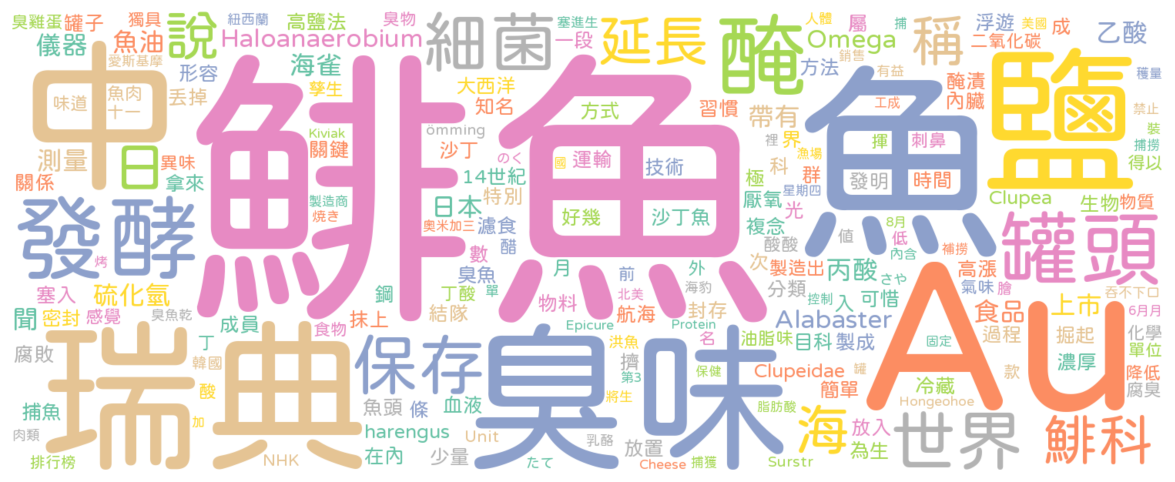 臭雞蛋 罐子 獨具 說 紐西蘭 高鹽法 臭物 細菌 塞進生 一段 延長 醃 人體 屬 捕 稱 浮遊 美國 成 乙酸
儀器 魚油 Haloanaerobium Omega 銷售 二氧化碳
愛斯基摩 形容 海雀 大西洋 方法 有益 醃漬 穫量
中 味道 魚肉 丟掉 孳生 知名 方式 習慣 帶有 內臟 鹽
十一 鯡魚 Kiviak ömming 魚 工成 禁止
測量 日 異味 關鍵 沙丁 のく 國 運輸 技術 裡 界 漁場 揮 刺鼻 裝 捕撈
關係 拿來 14世紀 科 群 發明 時間 得以
發酵 製造商 日本 特別 極 厭氧 星期四 Clupea 生物 物質
焼き 奧米加三 濾食 好幾 沙丁魚 複念 光 值 8月 低 補撈 罐頭
烤 數 醋 酸酸 內含
塞入 硫化氫 臭魚 月 前 外 次 製造出 丙酸 さや 高漲 氣味 膾 吞不下口
聞 密封 感覺 臭魚乾 鋼 丁酸 單 物料 北美 海豹 分類 入 可惜 食品 上市 6月月
成員 抹上 結隊 航海 封存 控制 Au 化學
腐敗 丁 食物 Epicure Protein Alabaster 過程 掘起 單位
瑞典 韓國 保存 臭味 洪魚 名 油脂味 目科 製成 固定 濃厚 降低
捕魚 酸 魚頭 條 血液 第3 擠 保健 罐 Clupeidae 簡單 冷藏 款 腐臭
肉類 加 harengus 將生 脂肪酸 海 放入 Hongeohoe 世界 鯡科
排行榜 NHK 在內 少量 Unit たて 乳酪 放置 Cheese 捕獲 Surstr 為生